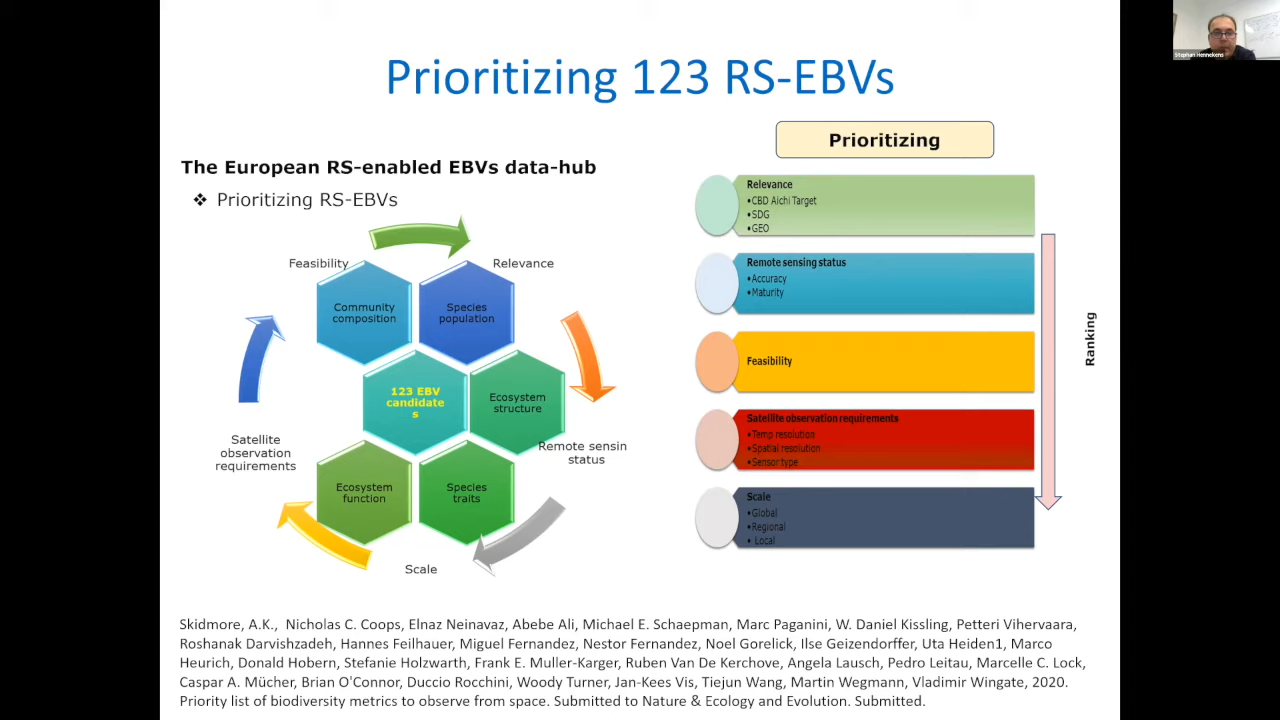 Stephan Hennekens
Prioritizing 123 RS-EBVs
The European RS-enabled EBVs data-hub
❖ Prioritizing RS-EBVs
Feasibility
Relevance
Community
composition
Species
population
123 EBV
candidate
s
Ecosystem
structure
Satellite
observation
requirements
Remote sensin
status
Ecosystem
function
Species
traits
Scale
Prioritizing
Relevance
•CBD Aichi Target
•SDG
•GEO
Remote sensing status
•Accuracy
•Maturity
Feasibility
Satellite observation requirements
•Temp resolution
•Spatial resolution
•Sensor type
Scale
•Global
•Regional
• Local
Ranking
Skidmore, A.K., Nicholas C. Coops, Elnaz Neinavaz, Abebe Ali, Michael E. Schaepman, Marc Paganini, W. Daniel Kissling, Petteri Vihervaara,
Roshanak Darvishzadeh, Hannes Feilhauer, Miguel Fernandez, Nestor Fernandez, Noel Gorelick, Ilse Geizendorffer, Uta Heiden1, Marco
Heurich, Donald Hobern, Stefanie Holzwarth, Frank E. Muller-Karger, Ruben Van De Kerchove, Angela Lausch, Pedro Leitau, Marcelle C. Lock,
Caspar A. Mücher, Brian O'Connor, Duccio Rocchini, Woody Turner, Jan-Kees Vis, Tiejun Wang, Martin Wegmann, Vladimir Wingate, 2020.
Priority list of biodiversity metrics to observe from space. Submitted to Nature & Ecology and Evolution. Submitted.